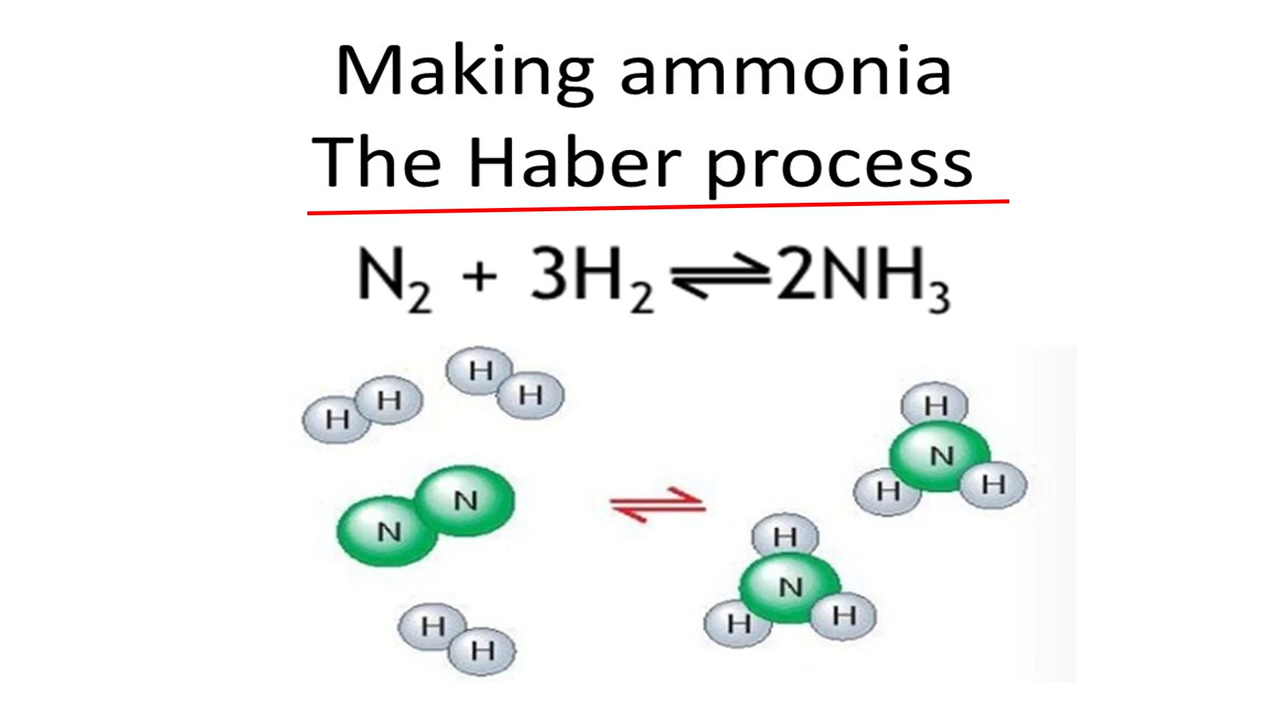 Making ammonia
The Haber process
N₂ + 3H₂ ⇌ 2NH₃
H H
H H
H
N
H H
N N
H
N
H H
H H